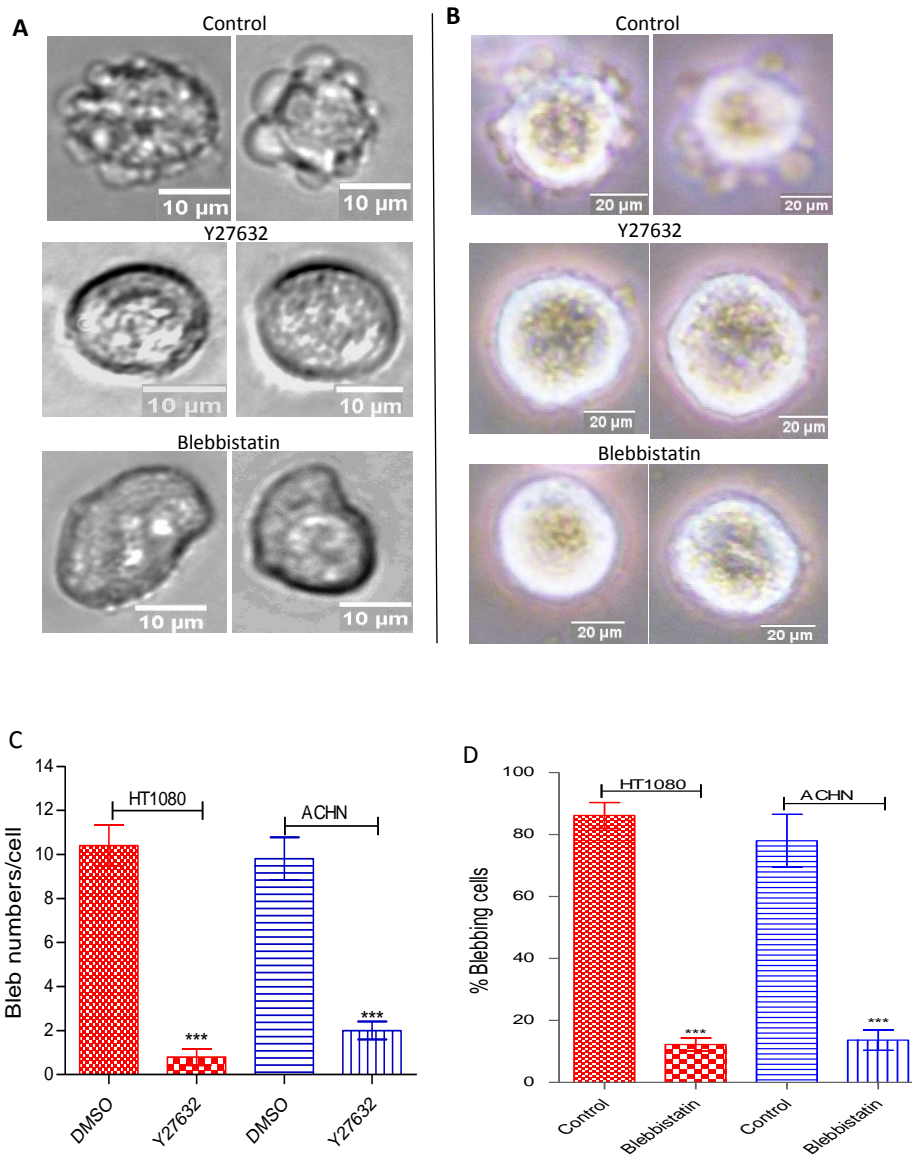 A
Control
10 µm
10 µm
Y27632
10 µm
10 µm
Blebbistatin
10 µm
10 µm
B
Control
20 µm
20 µm
Y27632
20 µm
20 µm
Blebbistatin
20 µm
20 µm
C
14
12
10
8
6
4
2
0
Bleb numbers/cell
HT1080
ACHN
***
***
DMSO
Y27632
DMSO
Y27632
D
100
80
60
40
20
0
% Blebbing cells
HT1080
ACHN
***
***
Control
Blebbistatin
Control
Blebbistatin